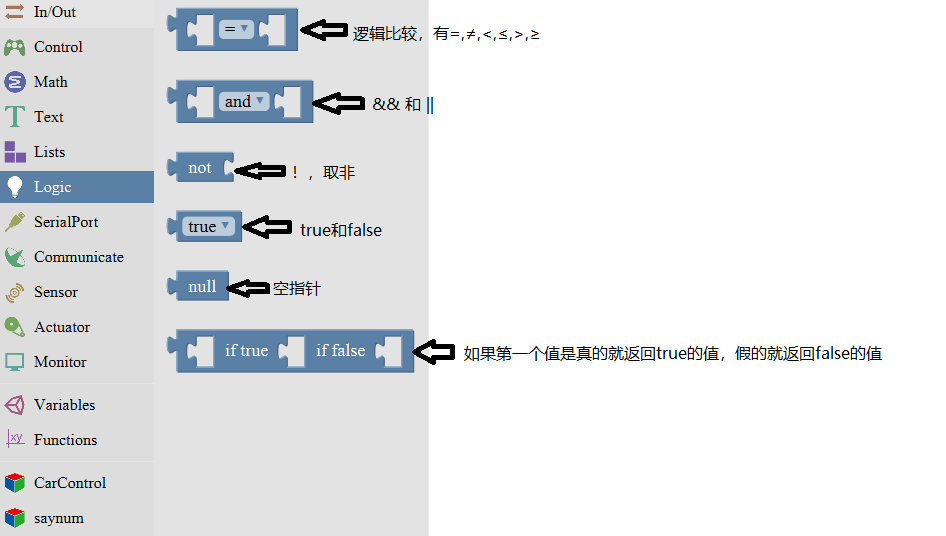 In/Out
Control
Math
Text
Lists
Logic
SerialPort
Communicate
Sensor
Actuator
Monitor
Variables
Functions
CarControl
saynum
=
逻辑比较，有=,≠,<,≤,>,≥
and
&& 和 ||
not
！，取非
true
true和false
null
空指针
if true if false
如果第一个值是真的就返回true的值，假的就返回false的值